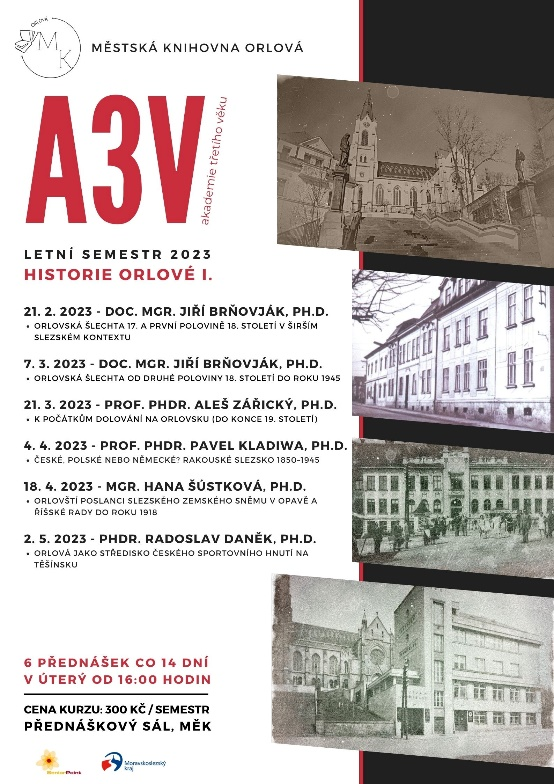 ORLOVÁ
MK
MĚSTSKÁ KNIHOVNA ORLOVÁ
A3V
akademie třetího věku
LETNÍ SEMESTR 2023
HISTORIE ORLOVÉ I.
21. 2. 2023 - DOC. MGR. JIŘÍ BRŇOVJÁK, PH.D.
• ORLOVSKÁ ŠLECHTA 17. A PRVNÍ POLOVINĚ 18. STOLETÍ V ŠIRŠÍM
SLEZSKÉM KONTEXTU
7. 3. 2023 - DOC. MGR. JIŘÍ BRŇOVJÁK, PH.D.
• ORLOVSKÁ ŠLECHTA OD DRUHÉ POLOVINY 18. STOLETÍ DO ROKU 1945
21. 3. 2023 - PROF. PHDR. ALEŠ ZÁŘICKÝ, PH.D.
• K POČÁTKŮM DOLOVÁNÍ NA ORLOVSKU (DO KONCE 19. STOLETÍ)
4. 4. 2023 - PROF. PHDR. PAVEL KLADIWA, PH.D.
• ČESKÉ, POLSKÉ NEBO NĚMECKÉ? RAKOUSKÉ SLEZSKO 1850-1945
18. 4. 2023 - MGR. HANA ŠÚSTKOVÁ, PH.D.
• ORLOVŠTÍ POSLANCI SLEZSKÉHO ZEMSKÉHO SNĚMU V OPAVĚ A
ŘÍŠSKÉ RADY DO ROKU 1918
2. 5. 2023 - PHDR. RADOSLAV DANĚK, PH.D.
• ORLOVÁ JAKO STŘEDISKO ČESKÉHO SPORTOVNÍHO HNUTÍ NA
TĚŠÍNSKU
6 PŘEDNÁŠEK CO 14 DNÍ
V ÚTERÝ OD 16:00 HODIN
CENA KURZU: 300 KČ / SEMESTR
PŘEDNÁŠKOVÝ SÁL, MĚK
SeniorPoint
Moravskoslezský
kraj